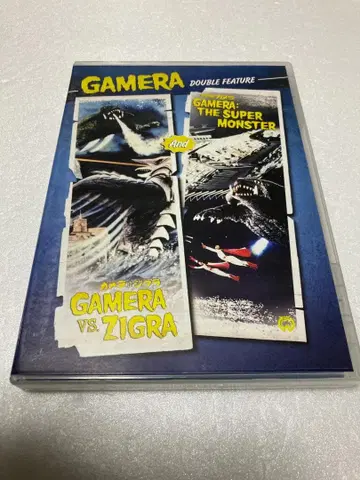 GAMERA DOUBLE FEATURE
GAMERA:
THE SUPER
MONSTER
And
GAMERA
VS. ZIGRA